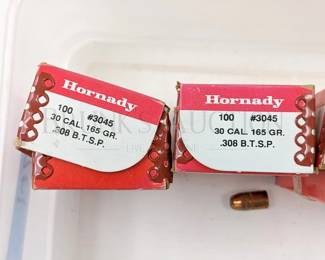 Hornady
100 #3045
30 CAL. 165 GR.
.308 B.T.S.P.
Hornady
100 #3045
30 CAL. 165 GR.
.308 B.T.S.P.